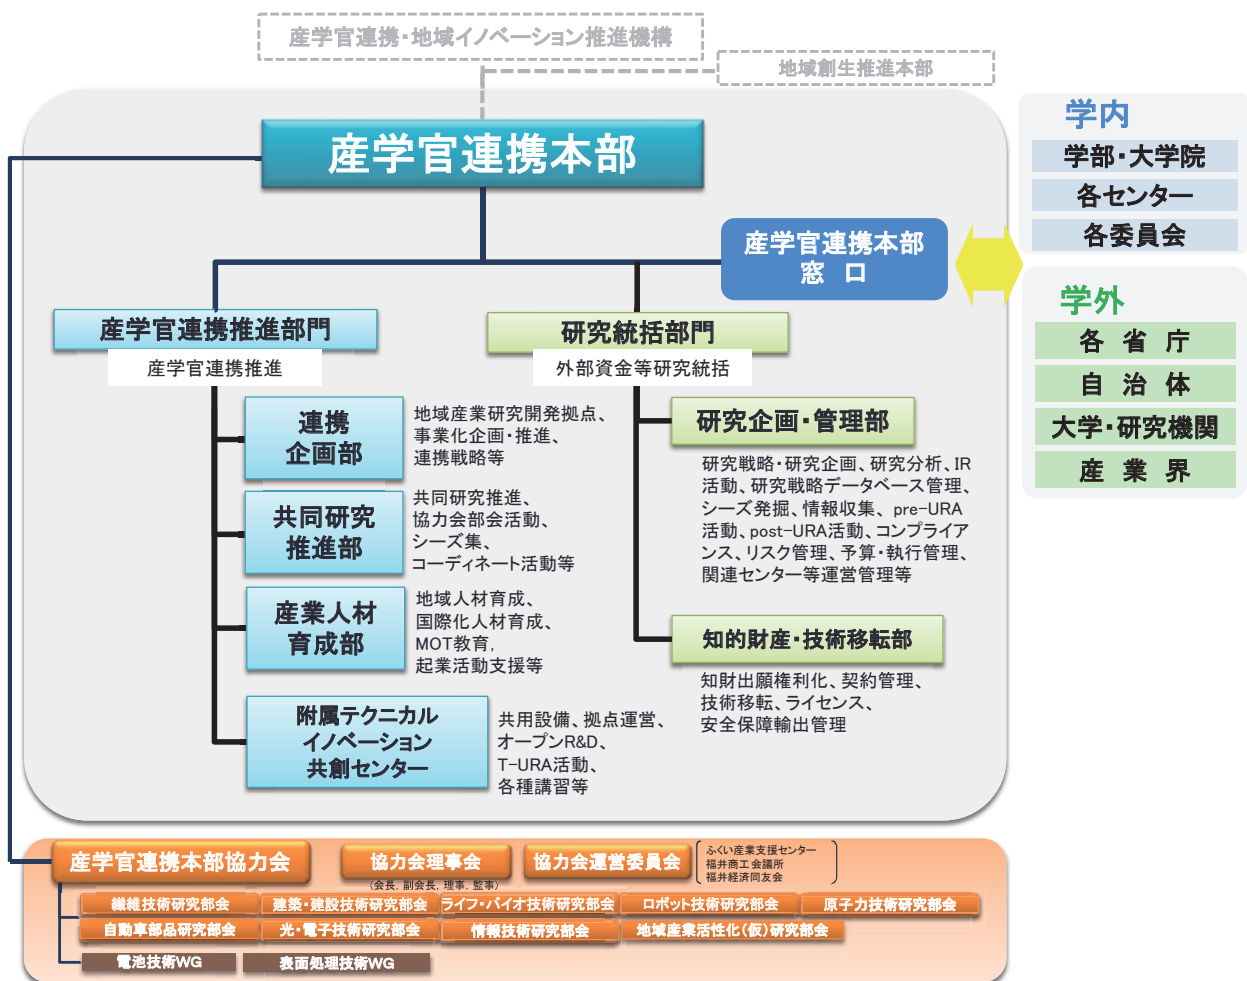 産学官連携・地域イノベーション推進機構
地域創生推進本部
産学官連携本部
産学官連携本部
窓　口
学内
学部・大学院
各センター
各委員会
学外
各　省　庁
自　治　体
大学・研究機関
産　業　界
産学官連携推進部門
産学官連携推進
連携
企画部
地域産業研究開発拠点、
事業化企画・推進、
連携戦略等
共同研究
推進部
共同研究推進、
協力会部会活動、
シーズ集、
コーディネート活動等
産業人材
育成部
地域人材育成、
国際化人材育成、
MOT教育,
起業活動支援等
附属テクニカル
イノベーション
共創センター
共用設備、拠点運営、
オープンR&D、
T-URA活動、
各種講習等
研究統括部門
外部資金等研究統括
研究企画・管理部
研究戦略・研究企画、研究分析、IR
活動、研究戦略データベース管理、
シーズ発掘、情報収集、 pre-URA
活動、post-URA活動、コンプライア
ンス、リスク管理、予算・執行管理、
関連センター等運営管理等
知的財産・技術移転部
知財出願権利化、契約管理、
技術移転、ライセンス、
安全保障輸出管理
産学官連携本部協力会
協力会理事会
(会長, 副会長, 理事, 監事)
協力会運営委員会
ふくい産業支援センター
福井商工会議所
福井経済同友会
繊維技術研究部会
建築・建設技術研究部会
ライフ・バイオ技術研究部会
ロボット技術研究部会
原子力技術研究部会
自動車部品研究部会
光・電子技術研究部会
情報技術研究部会
地域産業活性化(仮)研究部会
電池技術WG
表面処理技術WG